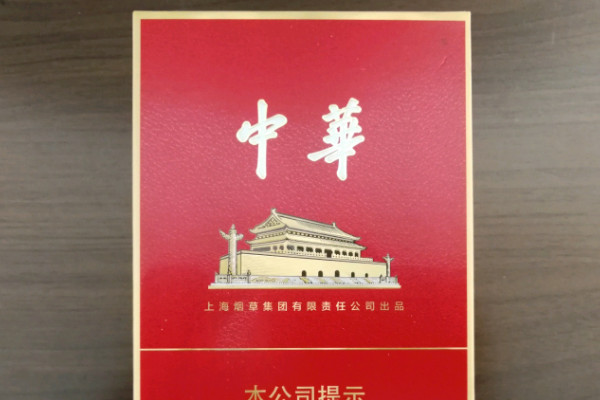 中華
上海烟草集团有限责任公司出品
本公司提示